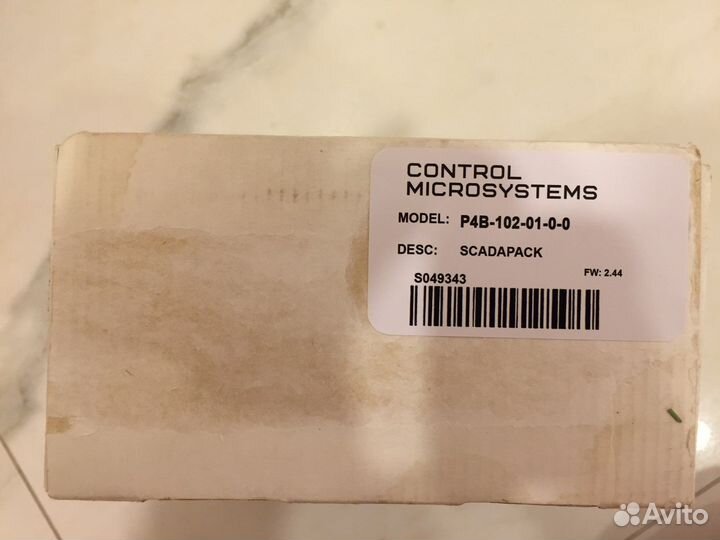 CONTROL
MICROSYSTEMS
MODEL: P4B-102-01-0-0
DESC: SCADAPACK
FW: 2.44
S049343
Avito